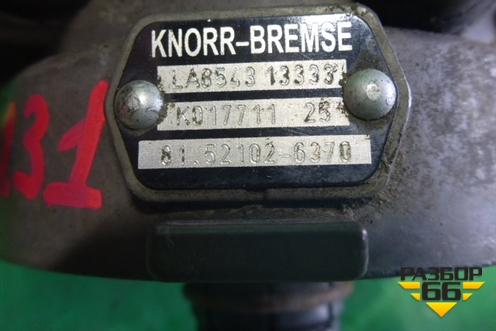 KNORR-BREMSE
LA8543 13333
K017711 25
81.52102-6370
131
РАЗБОР
66